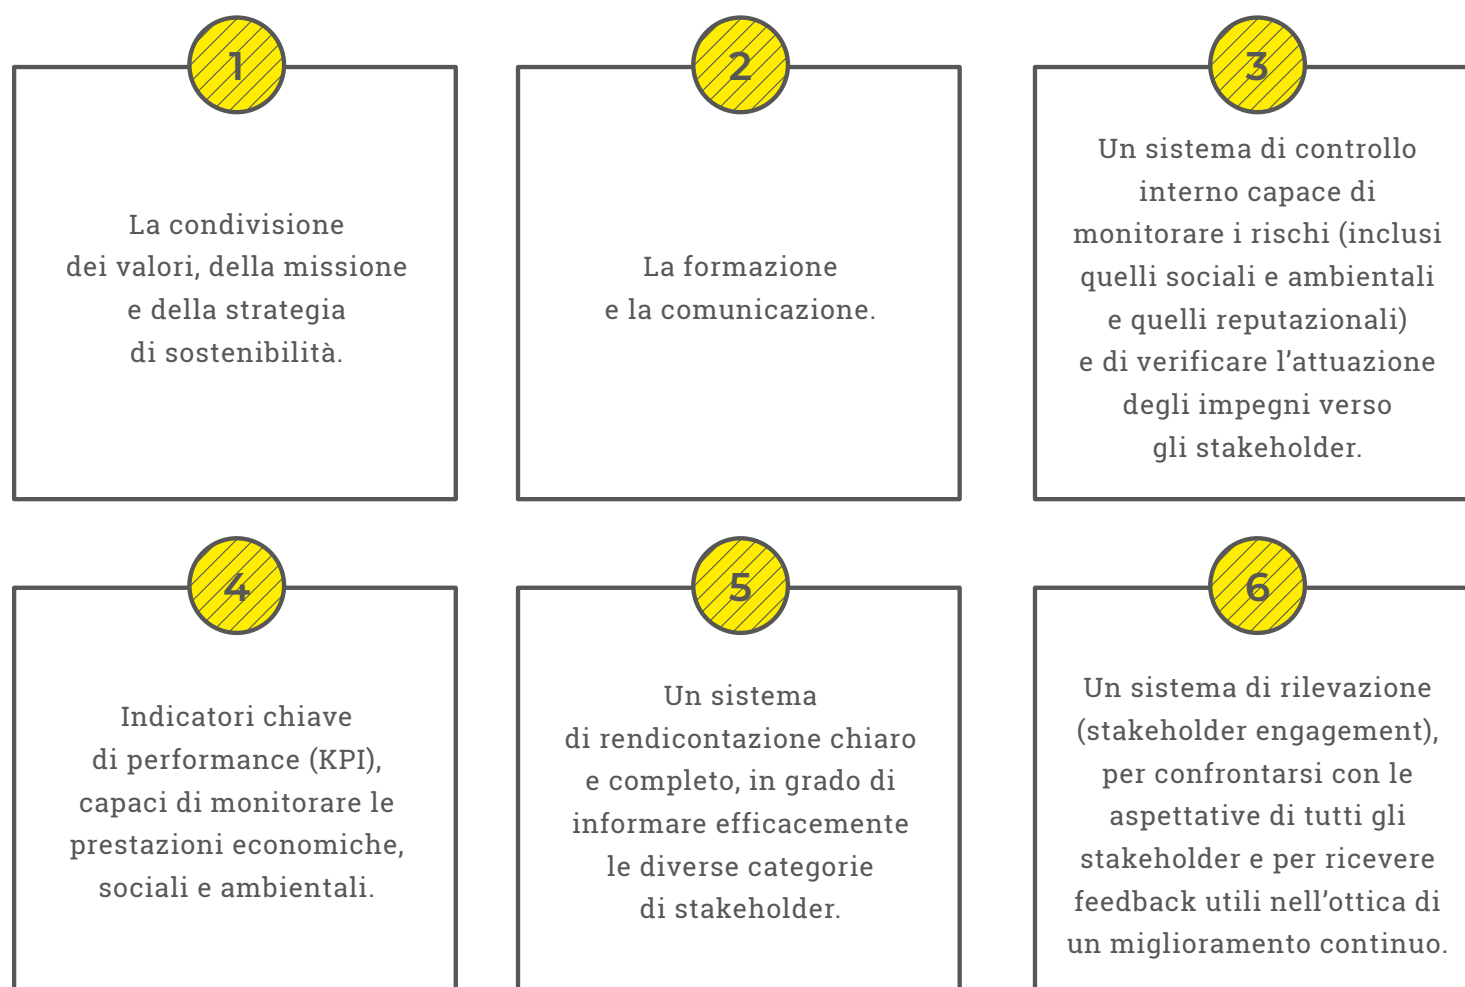 1
La condivisione
dei valori, della missione
e della strategia
di sostenibilità.
2
La formazione
e la comunicazione.
3
Un sistema di controllo
interno capace di
monitorare i rischi (inclusi
quelli sociali e ambientali
e quelli reputazionali)
e di verificare l’attuazione
degli impegni verso
gli stakeholder.
4
Indicatori chiave
di performance (KPI),
capaci di monitorare le
prestazioni economiche,
sociali e ambientali.
5
Un sistema
di rendicontazione chiaro
e completo, in grado di
informare efficacemente
le diverse categorie
di stakeholder.
6
Un sistema di rilevazione
(stakeholder engagement),
per confrontarsi con le
aspettative di tutti gli
stakeholder e per ricevere
feedback utili nell’ottica di
un miglioramento continuo.